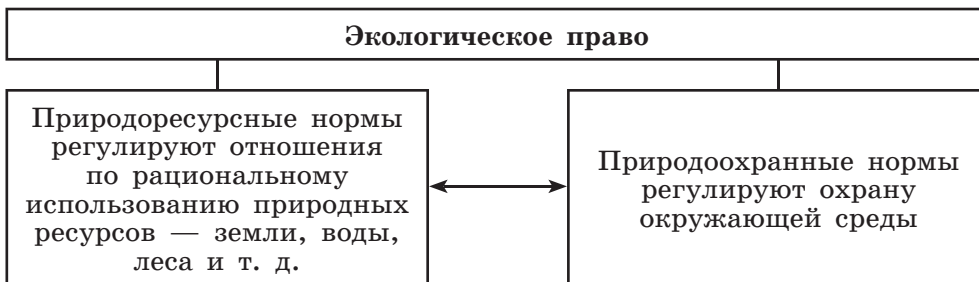 Экологическое право
Природоресурсные нормы
регулируют отношения
по рациональному
использованию природных
ресурсов — земли, воды,
леса и т. д.
Природоохранные нормы
регулируют охрану
окружающей среды